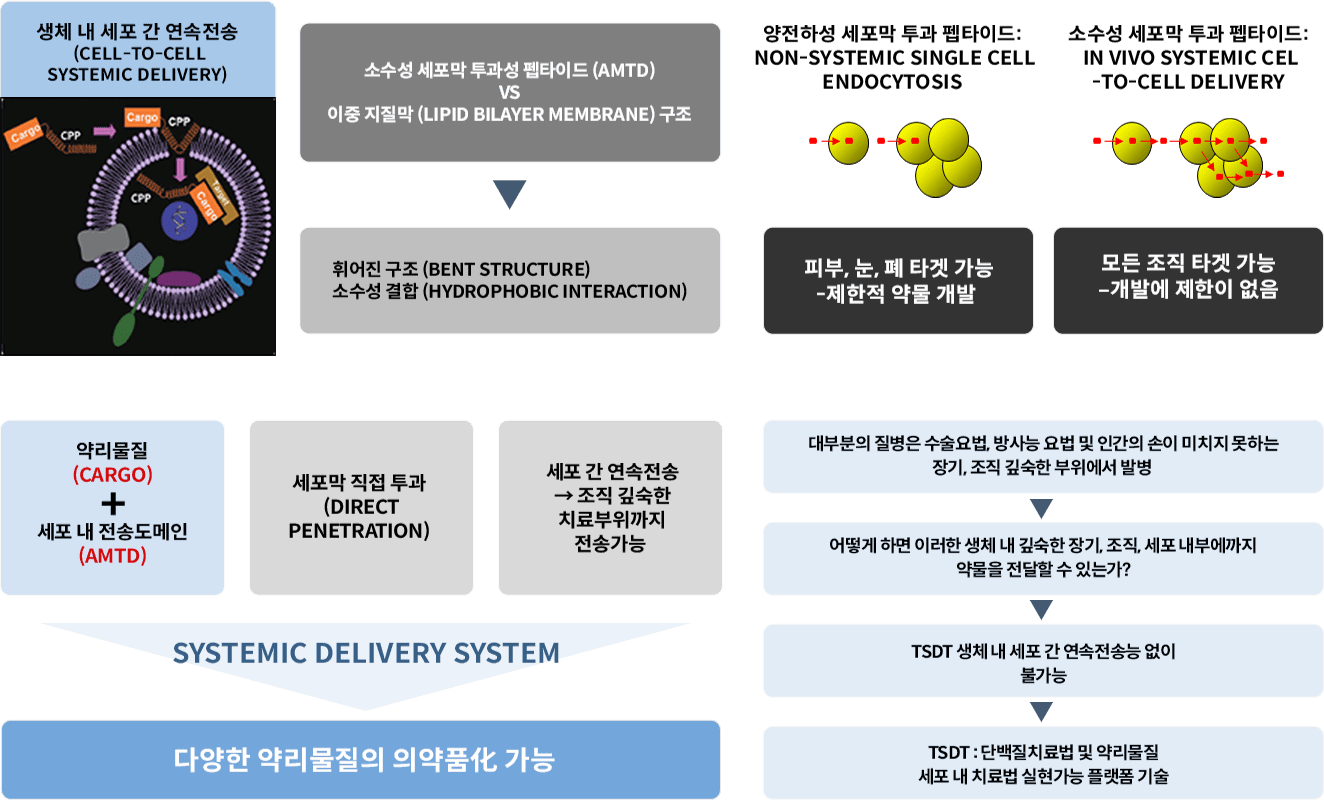 생체 내 세포 간 연속전송
(CELL-TO-CELL
SYSTEMIC DELIVERY)
Cargo
CPP
Cargo
CPP
CPP
Cargo
Target
소수성 세포막 투과성 펩타이드 (AMTD)
VS
이중 지질막 (LIPID BILAYER MEMBRANE) 구조
휘어진 구조 (BENT STRUCTURE)
소수성 결합 (HYDROPHOBIC INTERACTION)
양전하성 세포막 투과 펩타이드:
NON-SYSTEMIC SINGLE CELL
ENDOCYTOSIS
피부, 눈, 폐 타겟 가능
-제한적 약물 개발
소수성 세포막 투과 펩타이드:
IN VIVO SYSTEMIC CEL
-TO-CELL DELIVERY
모든 조직 타겟 가능
–개발에 제한이 없음
약리물질
(CARGO)
+
세포 내 전송도메인
(AMTD)
세포막 직접 투과
(DIRECT
PENETRATION)
세포 간 연속전송
→ 조직 깊숙한
치료부위까지
전송가능
SYSTEMIC DELIVERY SYSTEM
다양한 약리물질의 의약품化 가능
대부분의 질병은 수술요법, 방사능 요법 및 인간의 손이 미치지 못하는
장기, 조직 깊숙한 부위에서 발병
어떻게 하면 이러한 생체 내 깊숙한 장기, 조직, 세포 내부에까지
약물을 전달할 수 있는가?
TSDT 생체 내 세포 간 연속전송능 없이
불가능
TSDT : 단백질치료법 및 약리물질
세포 내 치료법 실현가능 플랫폼 기술